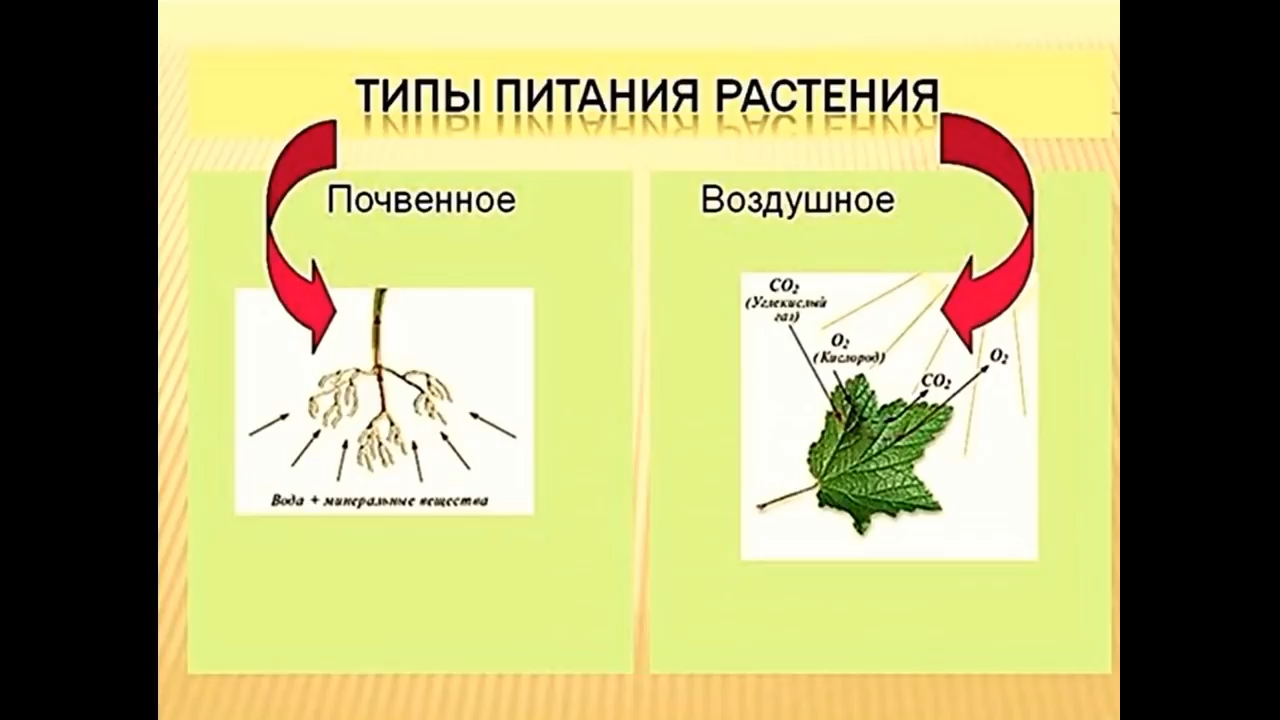 ТИПЫ ПИТАНИЯ РАСТЕНИЯ
Почвенное
Вода + минеральные вещества
Воздушное
CO₂
(Углекислый
газ)
O₂
(Кислород)
CO₂
O₂